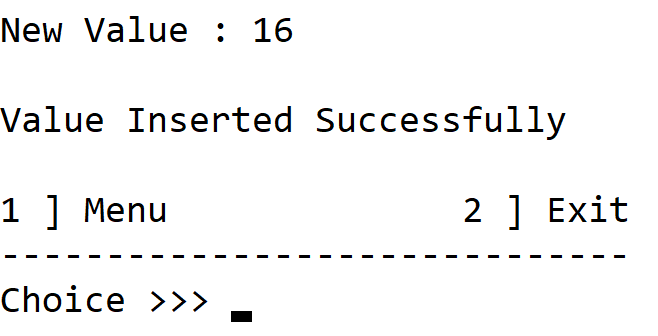 New Value : 16
Value Inserted Successfully
1 ] Menu              2 ] Exit
------------------------------
Choice >>>